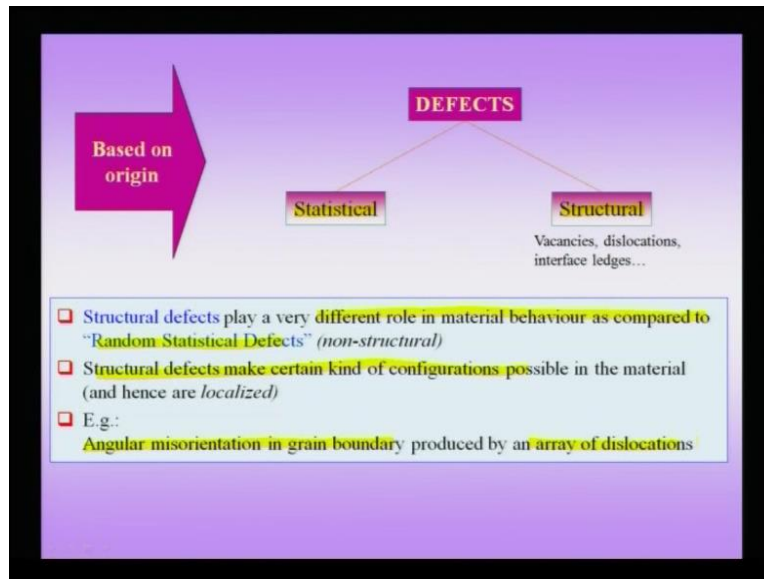 Based on
origin
DEFECTS
Statistical
Structural
Vacancies, dislocations,
interface ledges...
Structural defects play a very different role in material behaviour as compared to
“Random Statistical Defects” (non-structural)
Structural defects make certain kind of configurations possible in the material
(and hence are localized)
E.g.:
Angular misorientation in grain boundary produced by an array of dislocations